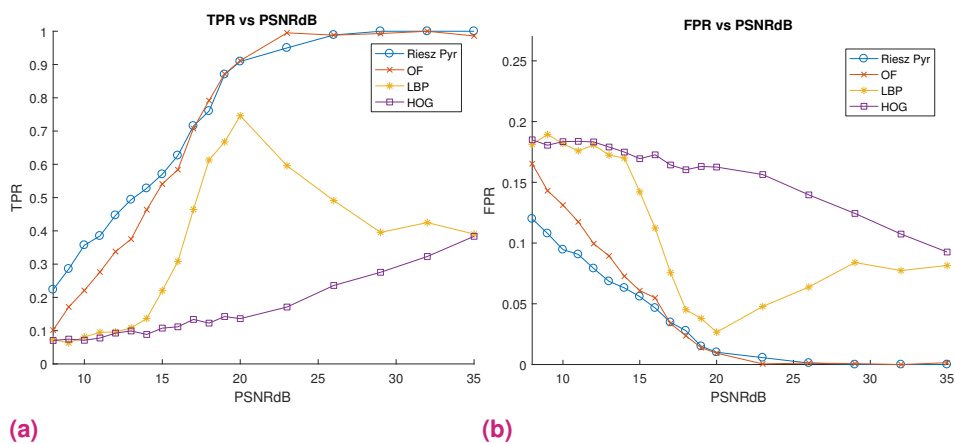 TPR vs PSNRdB
1
0.9
0.8
0.7
0.6
0.5
0.4
0.3
0.2
0.1
0
TPR
10 15 20 25 30 35
PSNRdB
Riesz Pyr
OF
LBP
HOG
(a)
FPR vs PSNRdB
0.25
0.2
0.15
0.1
0.05
0
FPR
10 15 20 25 30 35
PSNRdB
Riesz Pyr
OF
LBP
HOG
(b)